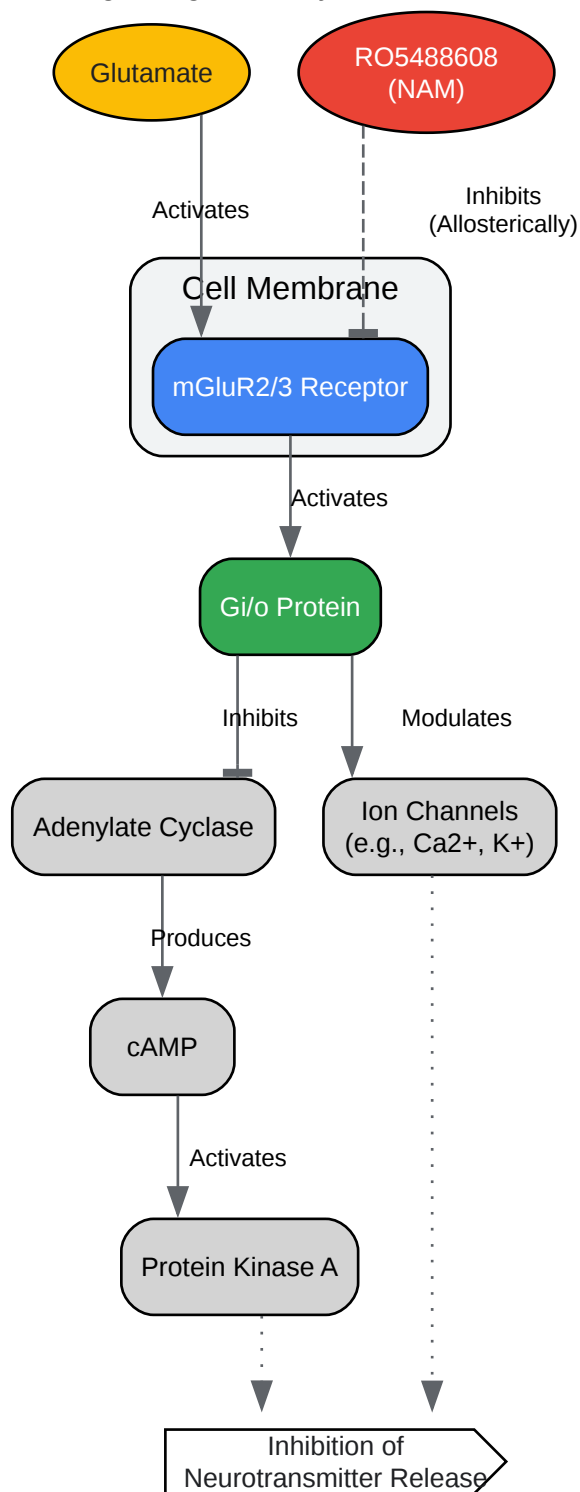 Glutamate
RO5488608
(NAM)
Activates
Inhibits
(Allosterically)
Cell Membrane
mGluR2/3 Receptor
Activates
Gi/o Protein
Inhibits
Modulates
Adenylate Cyclase
Ion Channels
(e.g., Ca2+, K+)
Produces
cAMP
Activates
Protein Kinase A
Inhibition of
Neurotransmitter Release